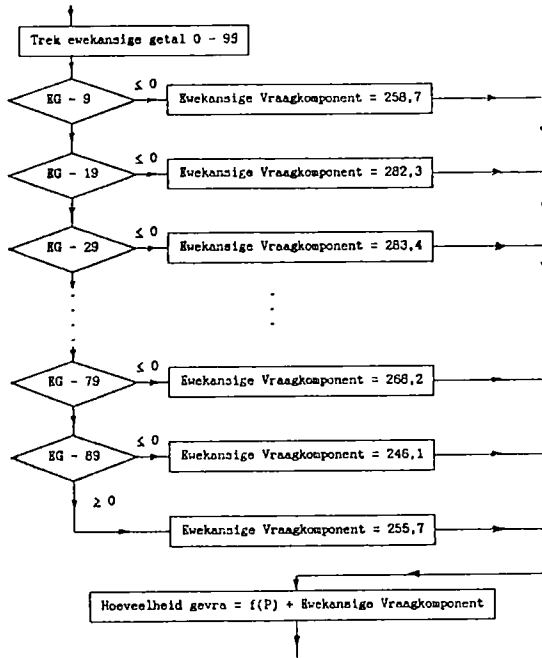 Trek ewekansige getal 0 - 99
EG - 9
≤ 0
Ewekansige Vraagkomponent = 258,7
EG - 19
≤ 0
Ewekansige Vraagkomponent = 282,3
EG - 29
≤ 0
Ewekansige Vraagkomponent = 283,4
EG - 79
≤ 0
Ewekansige Vraagkomponent = 268,2
EG - 89
≤ 0
Ewekansige Vraagkomponent = 246,1
≥ 0
Ewekansige Vraagkomponent = 255,7
Hoeveelheid gevra = f(P) + Ewekansige Vraagkomponent